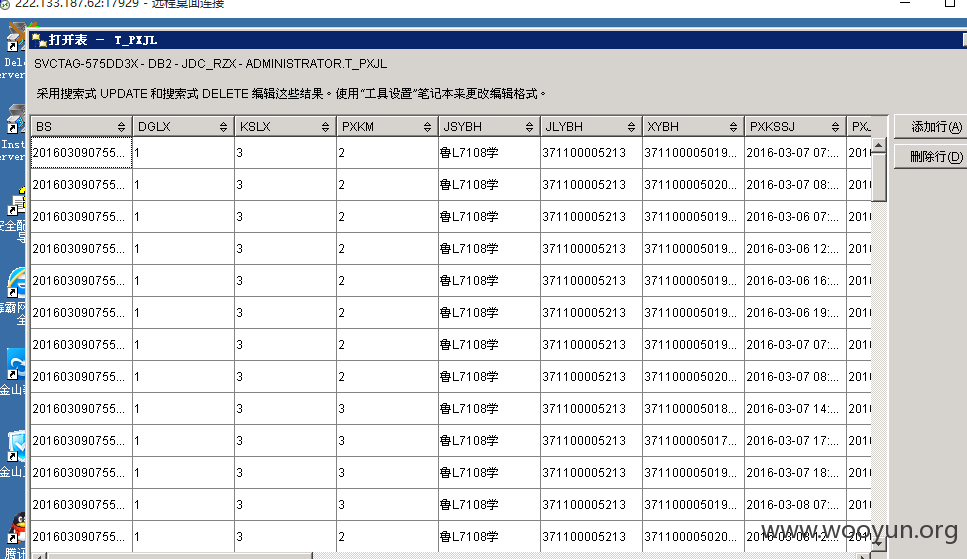 222.133.187.62:17929 - 远程桌面连接
打开表 - T_PXJL
SVCTAG-575DD3X - DB2 - JDC_RZX - ADMINISTRATOR.T_PXJL
采用搜索式 UPDATE 和搜索式 DELETE 编辑这些结果。使用“工具设置”笔记本来更改编辑格式。
BS DGLX KSLX PXKM JSYBH JLYBH XYBH PXKSSJ
添加行(A)
删除行(D)
201603090755... 1 3 2 鲁L7108学 371100005213 371100005019... 2016-03-07 07:... 201
201603090755... 1 3 2 鲁L7108学 371100005213 371100005020... 2016-03-07 08:... 201
201603090755... 1 3 2 鲁L7108学 371100005213 371100005019... 2016-03-06 07:... 201
201603090755... 1 3 2 鲁L7108学 371100005213 371100005019... 2016-03-06 12:... 201
201603090755... 1 3 2 鲁L7108学 371100005213 371100005019... 2016-03-06 16:... 201
201603090755... 1 3 2 鲁L7108学 371100005213 371100005019... 2016-03-06 19:... 201
201603090755... 1 3 2 鲁L7108学 371100005213 371100005019... 2016-03-07 07:... 201
201603090755... 1 3 2 鲁L7108学 371100005213 371100005020... 2016-03-07 08:... 201
201603090755... 1 3 3 鲁L7108学 371100005213 371100005018... 2016-03-07 14:... 201
201603090755... 1 3 3 鲁L7108学 371100005213 371100005017... 2016-03-07 17:... 201
201603090755... 1 3 3 鲁L7108学 371100005213 371100005019... 2016-03-07 18:... 201
201603090755... 1 3 3 鲁L7108学 371100005213 371100005019... 2016-03-08 07:... 201
201603090755... 1 3 2 鲁L7108学 371100005213 371100005020... 2016-03-08 12:... 201
www.wooyun.org